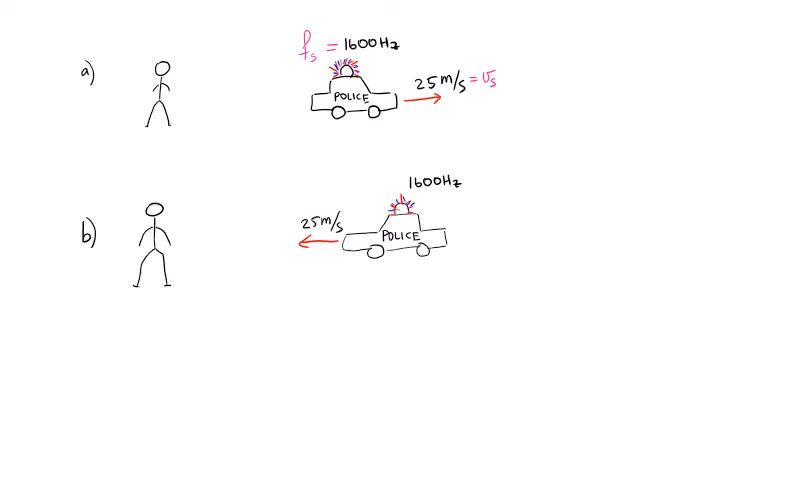 a)
fₛ = 1600Hz
POLICE
25m/s = vₛ
b)
1600Hz
25m/s
POLICE